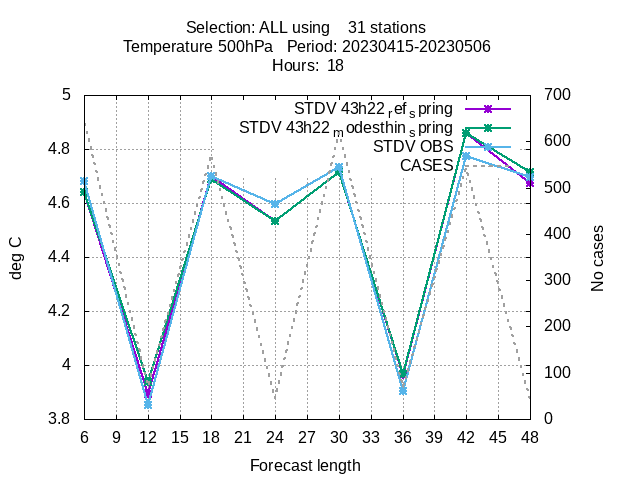 Selection: ALL using 31 stations
Temperature 500hPa Period: 20230415-20230506
Hours: 18
STDV 43h22 ref spring
STDV 43h22 modesthin spring
STDV OBS
CASES
5
4.8
4.6
4.4
4.2
4
3.8
deg C
700
600
500
400
300
200
100
0
No cases
6 9 12 15 18 21 24 27 30 33 36 39 42 45 48
Forecast length